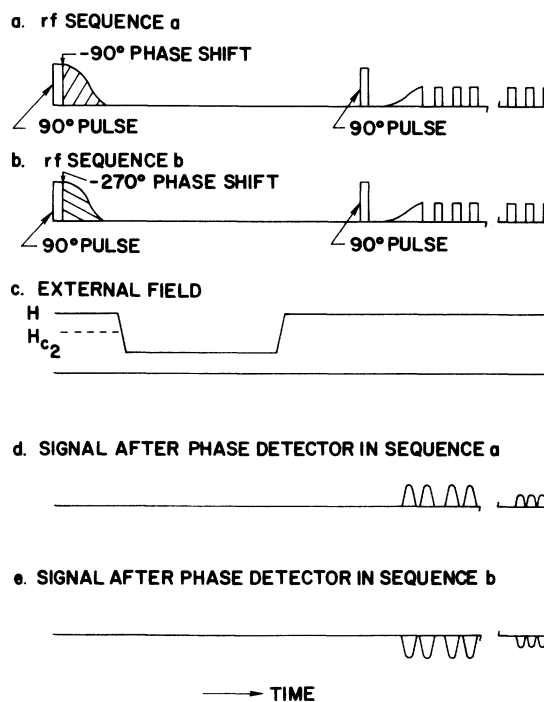 a. rf SEQUENCE a
-90° PHASE SHIFT
90° PULSE
90° PULSE
b. rf SEQUENCE b
-270° PHASE SHIFT
90° PULSE
90° PULSE
c. EXTERNAL FIELD
H
Hc2
d. SIGNAL AFTER PHASE DETECTOR IN SEQUENCE a
e. SIGNAL AFTER PHASE DETECTOR IN SEQUENCE b
TIME